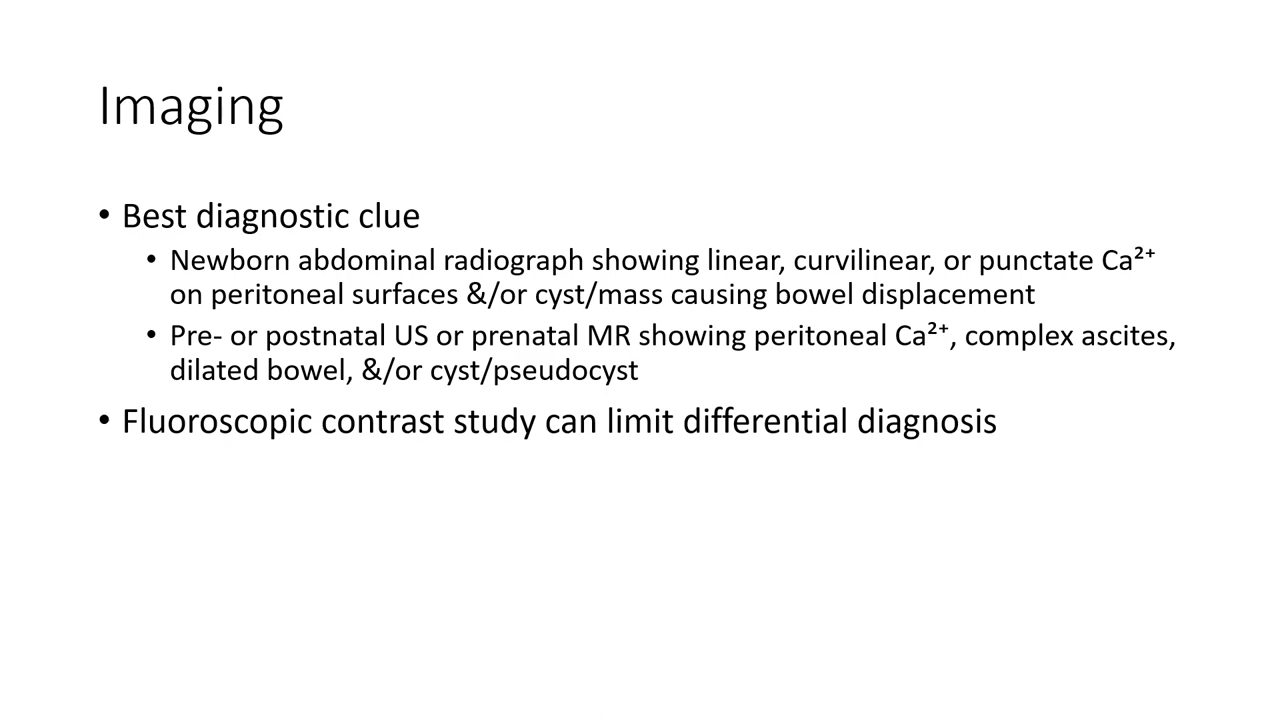 Imaging
• Best diagnostic clue
• Newborn abdominal radiograph showing linear, curvilinear, or punctate Ca²⁺
on peritoneal surfaces &/or cyst/mass causing bowel displacement
• Pre- or postnatal US or prenatal MR showing peritoneal Ca²⁺, complex ascites,
dilated bowel, &/or cyst/pseudocyst
• Fluoroscopic contrast study can limit differential diagnosis